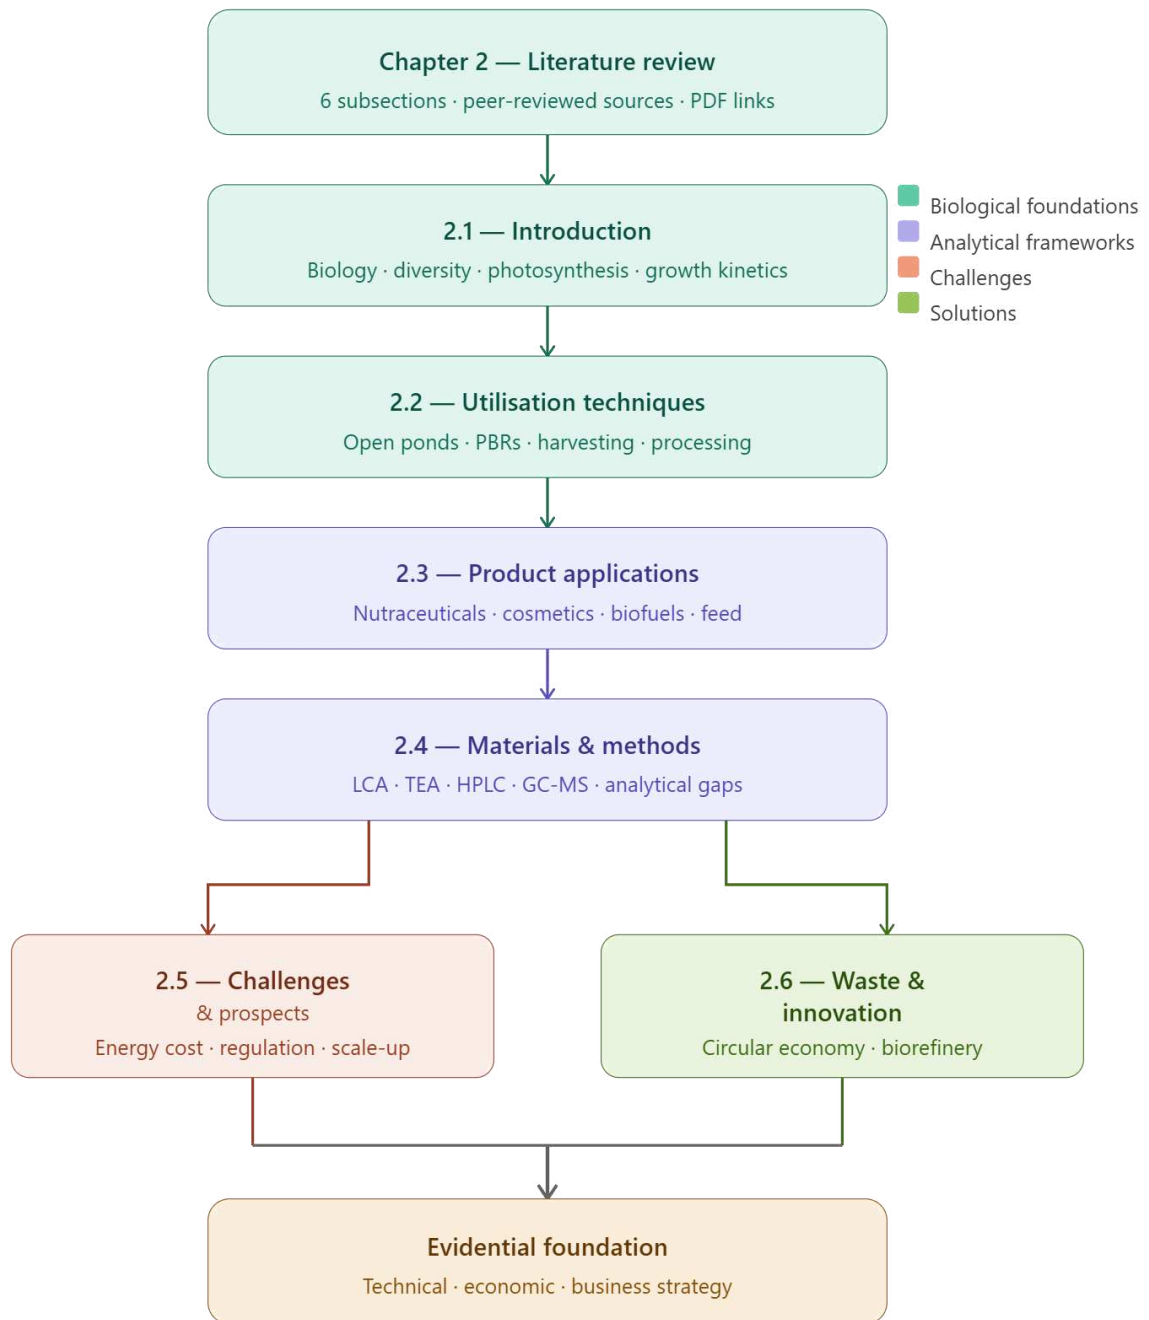 Chapter 2 — Literature review
6 subsections · peer-reviewed sources · PDF links
2.1 — Introduction
Biology · diversity · photosynthesis · growth kinetics
Biological foundations
Analytical frameworks
Challenges
Solutions
2.2 — Utilisation techniques
Open ponds · PBRs · harvesting · processing
2.3 — Product applications
Nutraceuticals · cosmetics · biofuels · feed
2.4 — Materials & methods
LCA · TEA · HPLC · GC-MS · analytical gaps
2.5 — Challenges
& prospects
Energy cost · regulation · scale-up
2.6 — Waste &
innovation
Circular economy · biorefinery
Evidential foundation
Technical · economic · business strategy